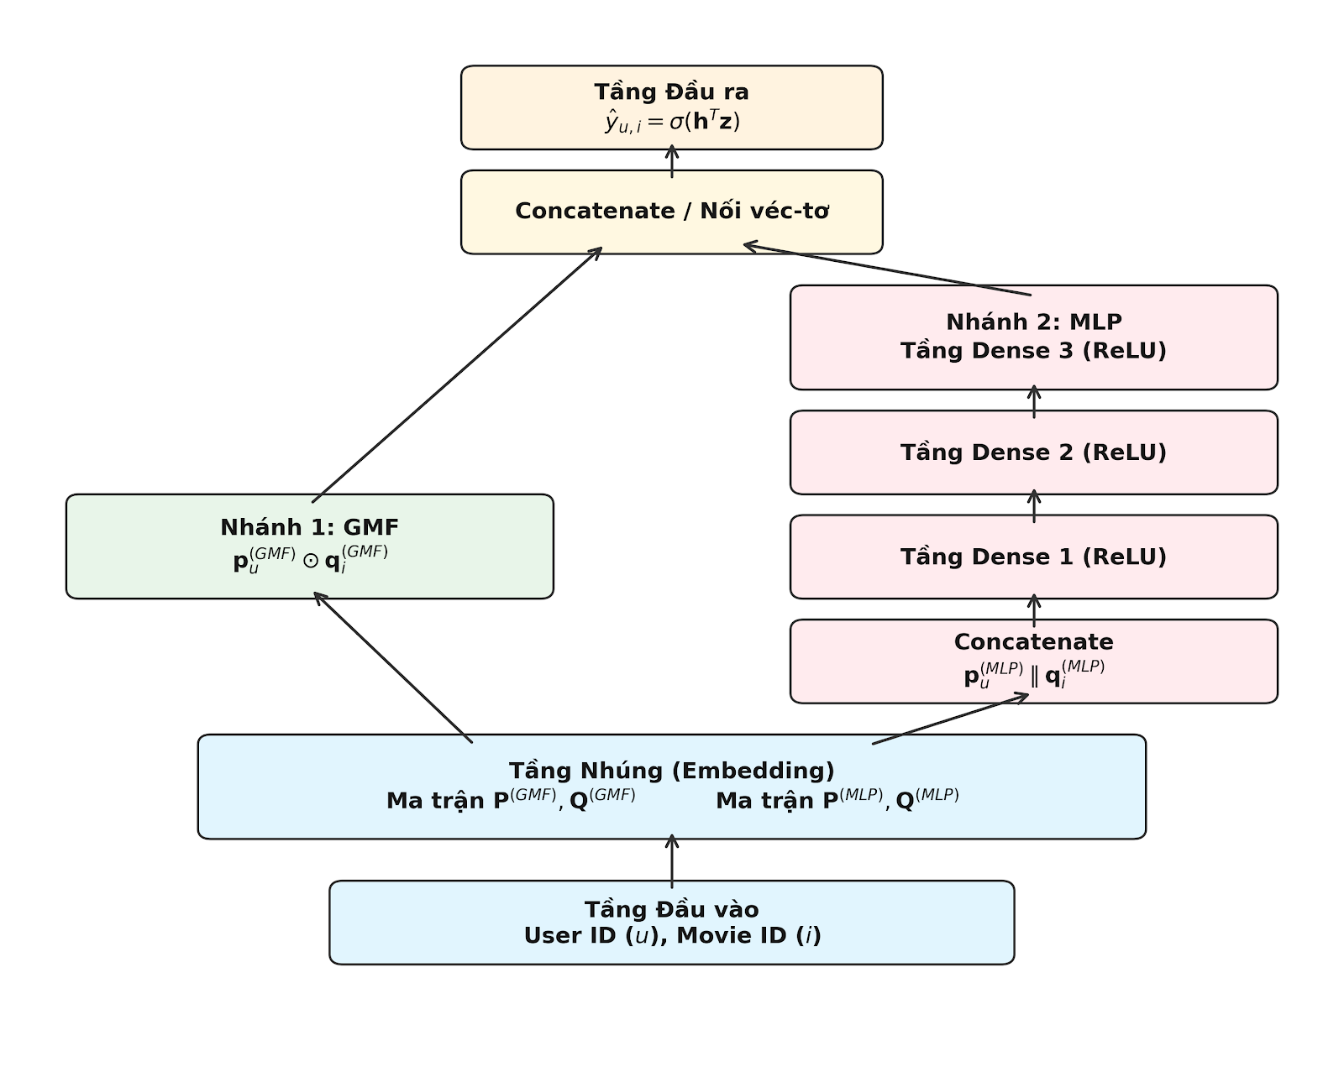 Tầng Đầu ra
ŷ_{u,i} = σ(h^T z)
Concatenate / Nối véc-tơ
Nhánh 2: MLP
Tầng Dense 3 (ReLU)
Tầng Dense 2 (ReLU)
Nhánh 1: GMF
p_u^{(GMF)} ⊙ q_i^{(GMF)}
Tầng Dense 1 (ReLU)
Concatenate
p_u^{(MLP)} ∥ q_i^{(MLP)}
Tầng Nhúng (Embedding)
Ma trận P^{(GMF)}, Q^{(GMF)} Ma trận P^{(MLP)}, Q^{(MLP)}
Tầng Đầu vào
User ID (u), Movie ID (i)